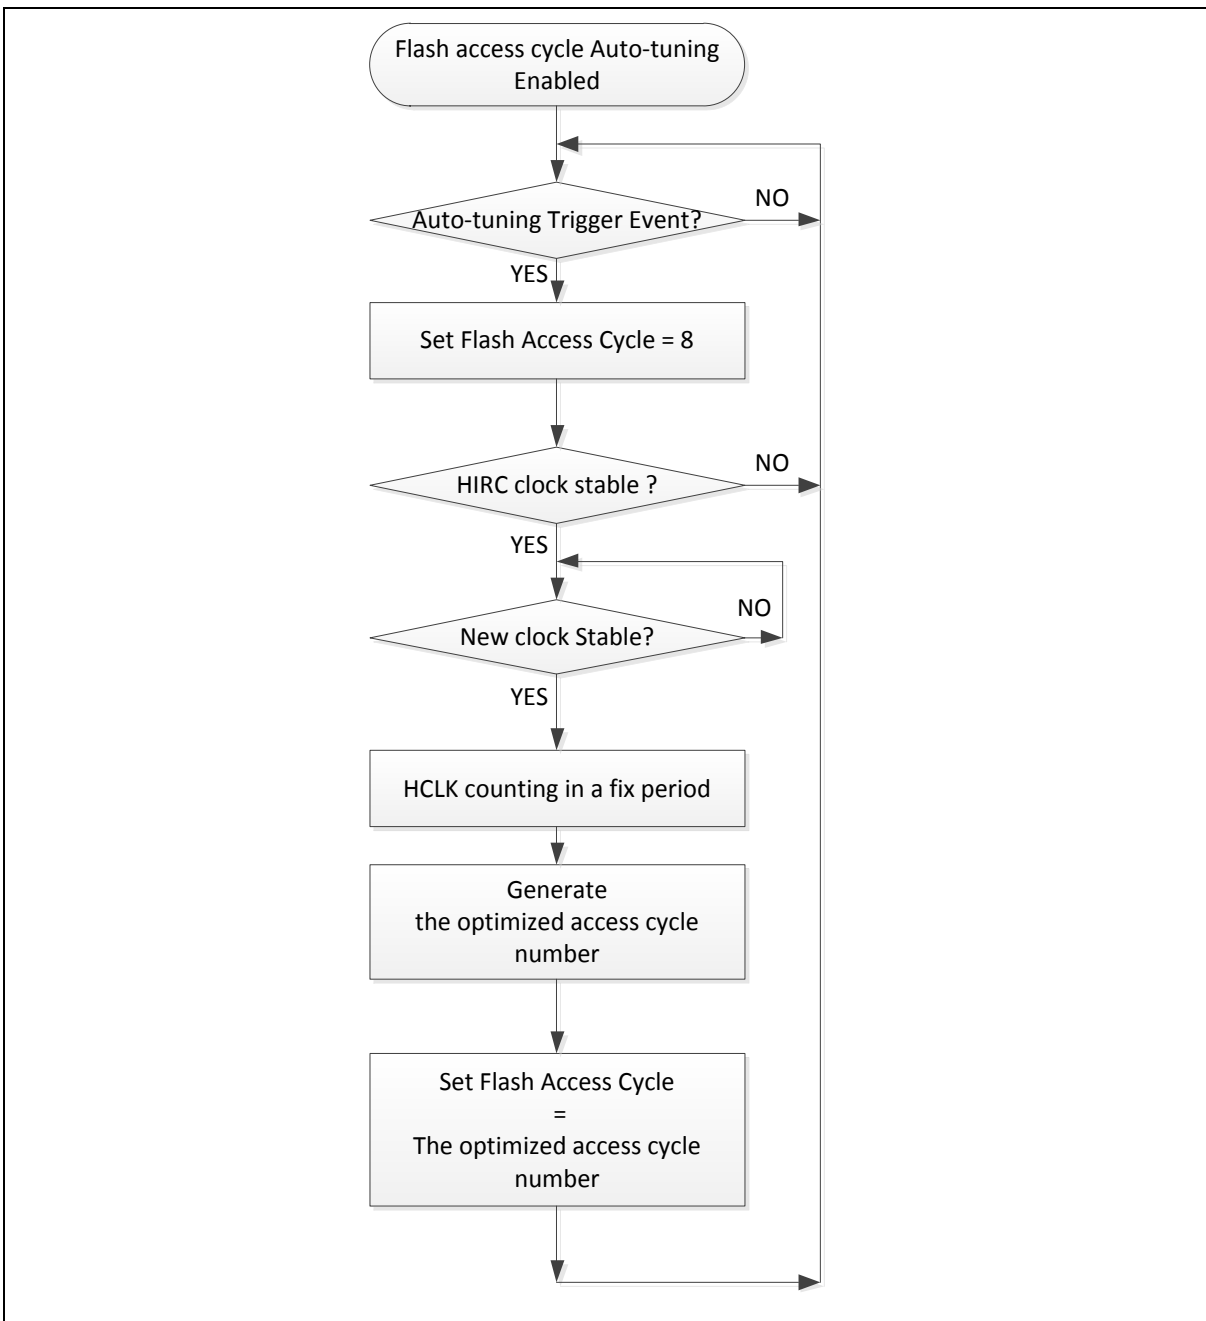 Flash access cycle Auto-tuning
Enabled
Auto-tuning Trigger Event?
NO
YES
Set Flash Access Cycle = 8
HIRC clock stable ?
NO
YES
New clock Stable?
NO
YES
HCLK counting in a fix period
Generate
the optimized access cycle
number
Set Flash Access Cycle
=
The optimized access cycle
number